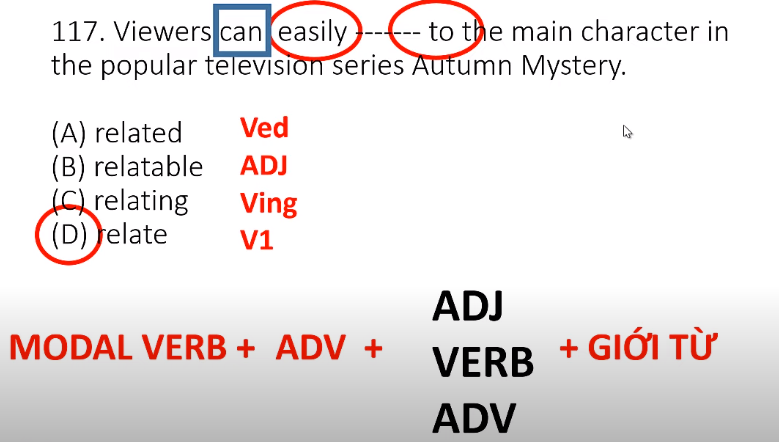 117. Viewers can easily ------- to the main character in
the popular television series Autumn Mystery.
(A) related Ved
(B) relatable ADJ
(C) relating Ving
(D) relate V1
ADJ
MODAL VERB + ADV + VERB + GIỚI TỪ
ADV